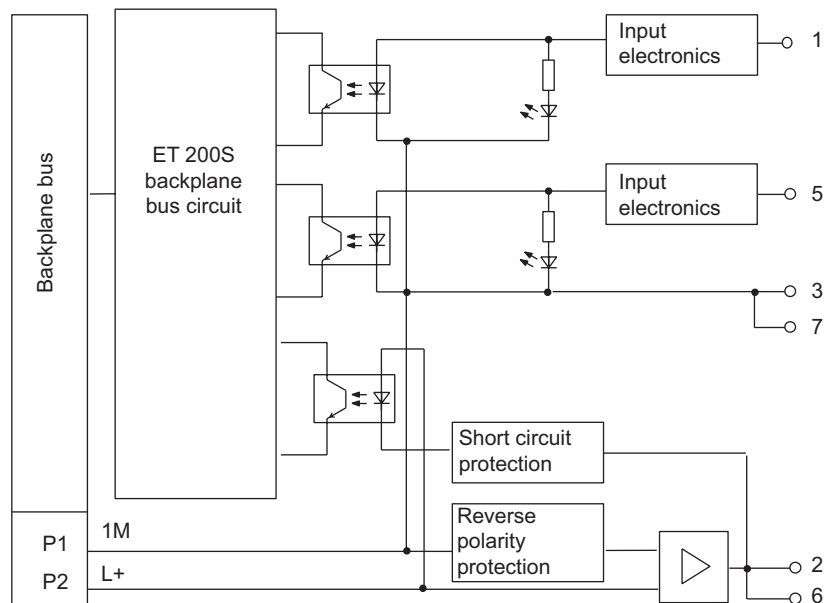 Input
electronics
1
ET 200S
backplane
bus circuit
Backplane bus
Input
electronics
5
3
7
Short circuit
protection
P1
1M
Reverse
polarity
protection
P2
L+
2
6